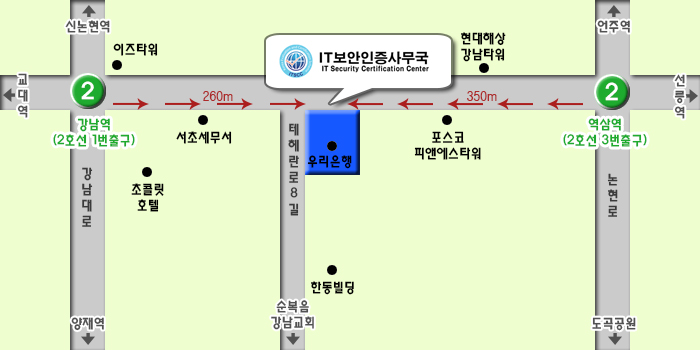 신논현역
언주역
이즈타워
현대해상
강남타워
IT보안인증사무국
IT Security Certification Center
ITSCC
교대역
2
260m
350m
2
선릉역
강남역
(2호선 1번출구)
서초세무서
테헤란로8길
우리은행
포스코
피앤에스타워
역삼역
(2호선 3번출구)
강남대로
초콜릿
호텔
논현로
한동빌딩
순복음
강남교회
양재역
도곡공원